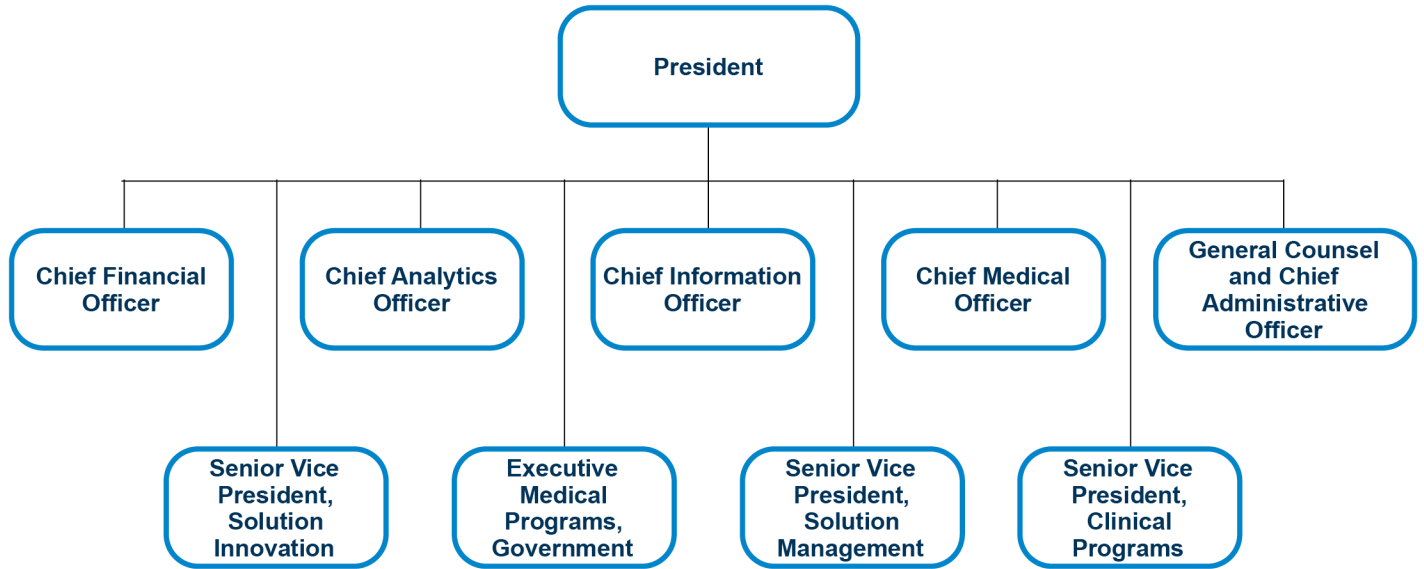 President
Chief Financial
Officer
Chief Analytics
Officer
Chief Information
Officer
Chief Medical
Officer
General Counsel
and Chief
Administrative
Officer
Senior Vice
President,
Solution
Innovation
Executive
Medical
Programs,
Government
Senior Vice
President,
Solution
Management
Senior Vice
President,
Clinical
Programs